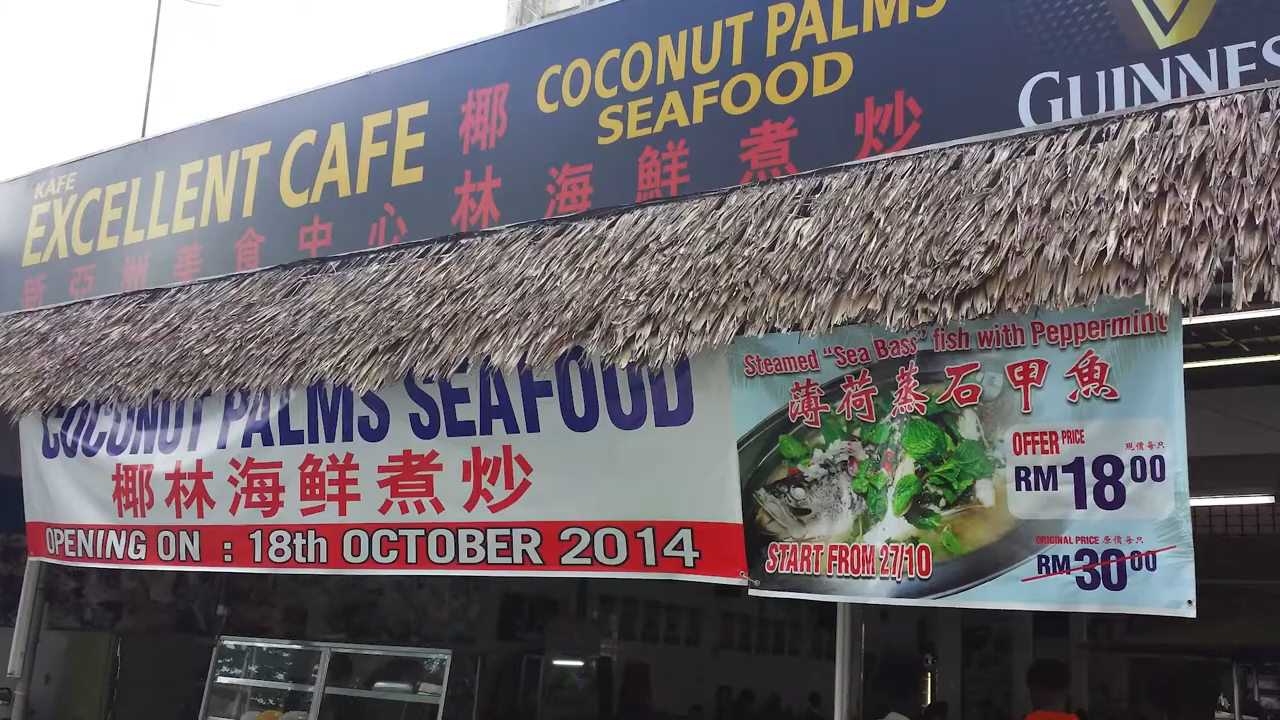 KAFE
EXCELLENT CAFE
新亞洲美食中心
椰林海鮮煮炒
COCONUT PALMS
SEAFOOD
GUINNES
COCONUT PALMS SEAFOOD
椰林海鮮煮炒
OPENING ON : 18th OCTOBER 2014
Steamed "Sea Bass" fish with Peppermint
薄荷蒸石甲魚
OFFER PRICE 現價每只
RM 18 00
START FROM 27/10
ORIGINAL PRICE 原價每只
RM 30 00